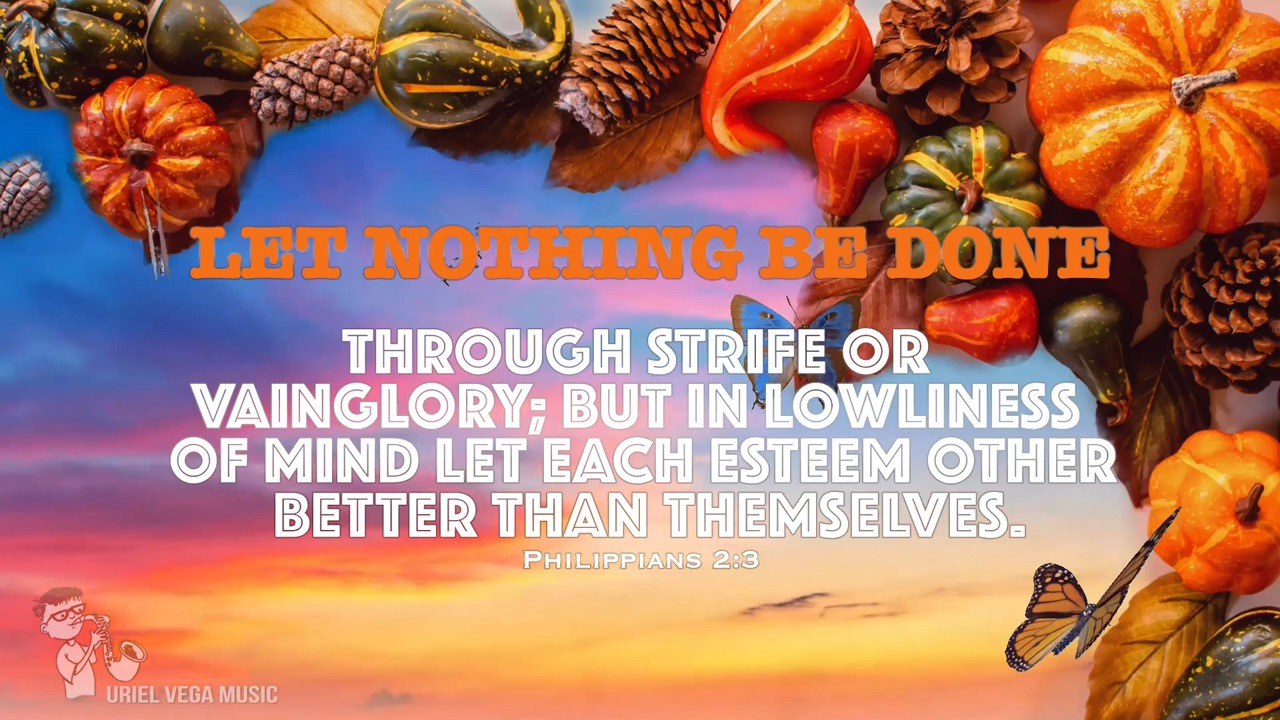 LET NOTHING BE DONE
THROUGH STRIFE OR
VAINGLORY; BUT IN LOWLINESS
OF MIND LET EACH ESTEEM OTHER
BETTER THAN THEMSELVES.
PHILIPPIANS 2:3
URIEL VEGA MUSIC